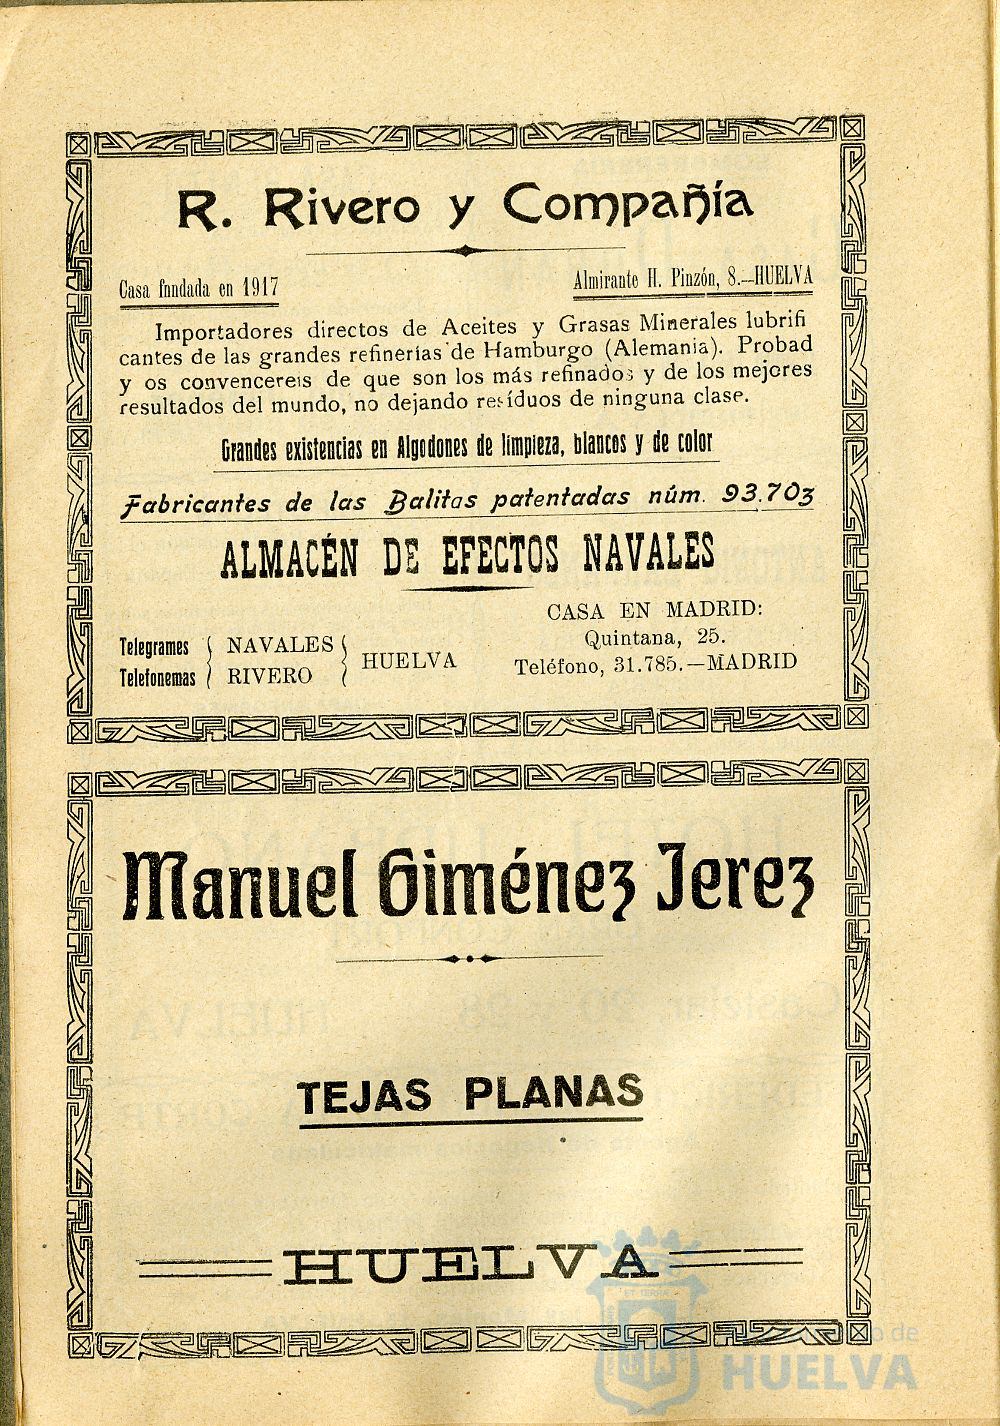 R. Rivero y Compañía
Casa fnndada en 1917
Almirante H. Pinzón, 8.—HUELVA
Importadores directos de Aceites y Grasas Minerales lubrifi
cantes de las grandes refinerías de Hamburgo (Alemania). Probad
y os convencereis de que son los más refinados y de los mejores
resultados del mundo, no dejando resíduos de ninguna clase.
Grandes existencias en Algodones de limpieza, blancos y de color
Fabricantes de las Balitas patentadas núm. 93.703
ALMACÉN DE EFECTOS NAVALES
Telegrames { NAVALES {
Telefonemas { RIVERO {
HUELVA
CASA EN MADRID:
Quintana, 25.
Teléfono, 31.785.—MADRID
Manuel Giménez Jerez
TEJAS PLANAS
HUELVA
ET TERRÆ
de
HUELVA